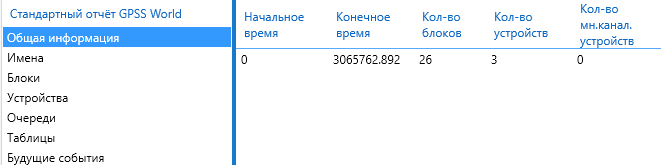 Стандартный отчёт GPSS World
Общая информация
Имена
Блоки
Устройства
Очереди
Таблицы
Будущие события
Начальное время
Конечное время
Кол-во блоков
Кол-во устройств
Кол-во мн.канал. устройств
0 3065762.892 26 3 0